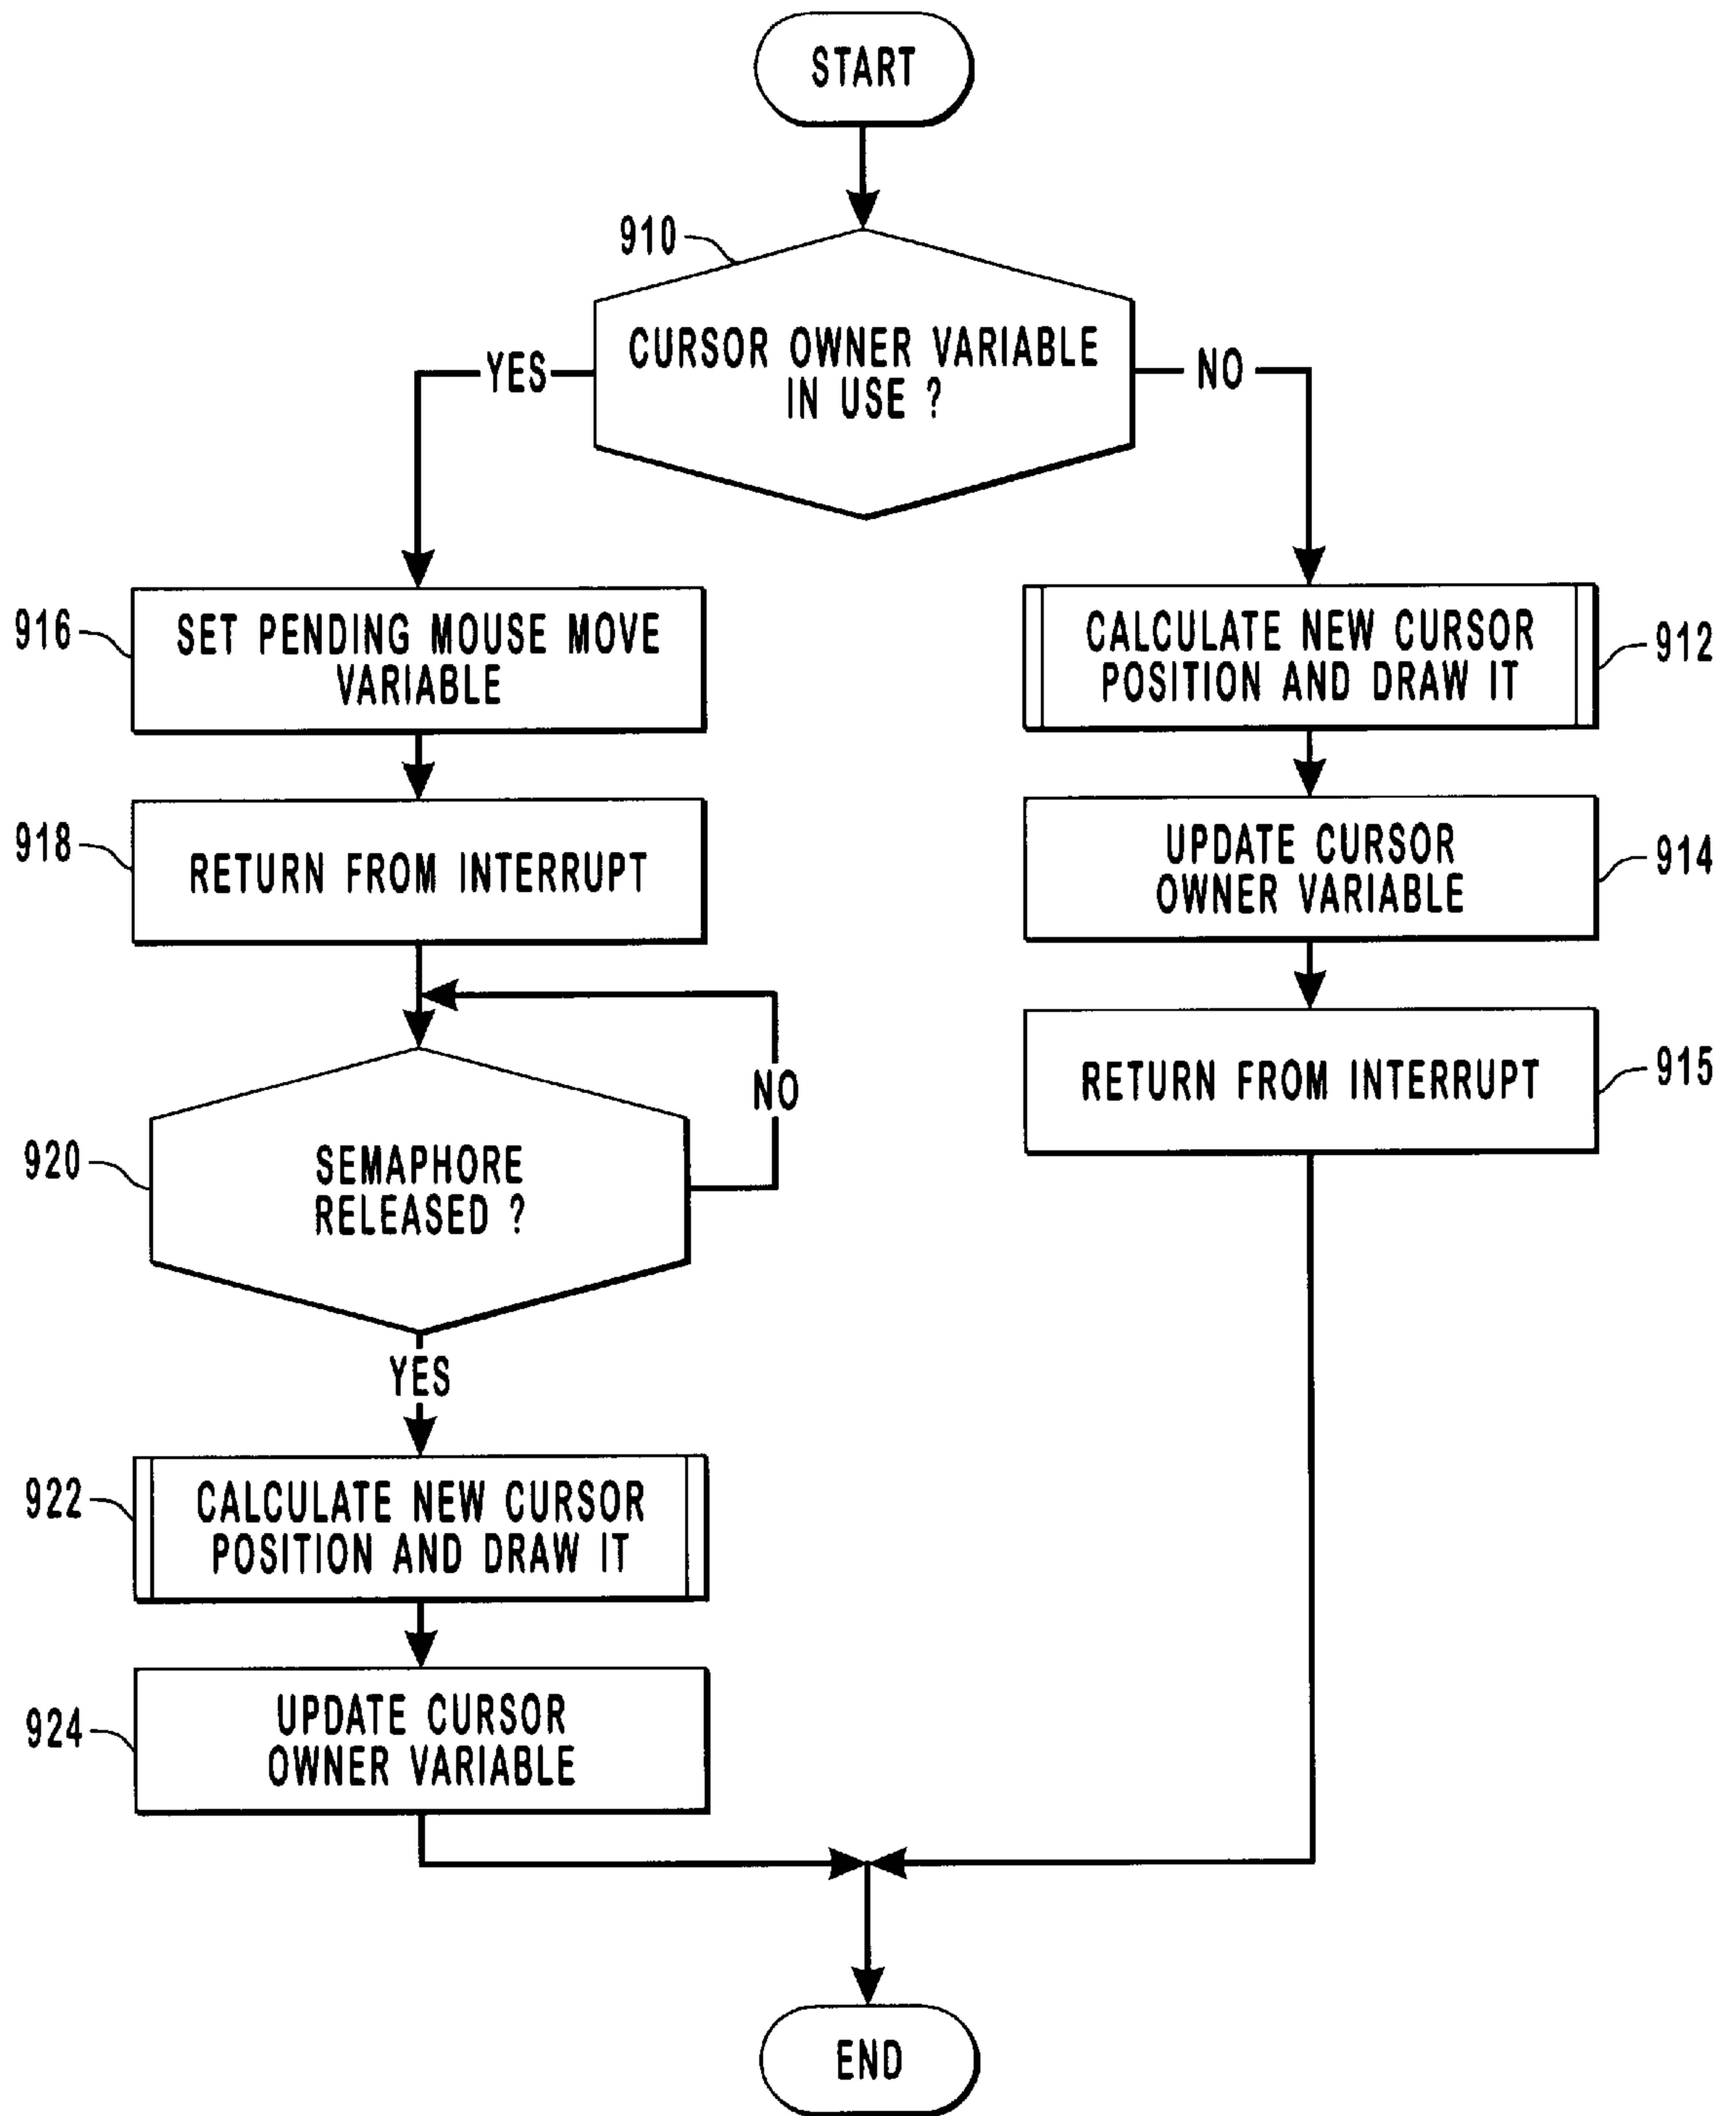 START
910
CURSOR OWNER VARIABLE
IN USE ?
YES
NO
916
SET PENDING MOUSE MOVE
VARIABLE
CALCULATE NEW CURSOR
POSITION AND DRAW IT
912
918
RETURN FROM INTERRUPT
UPDATE CURSOR
OWNER VARIABLE
914
RETURN FROM INTERRUPT
915
NO
920
SEMAPHORE
RELEASED ?
YES
922
CALCULATE NEW CURSOR
POSITION AND DRAW IT
924
UPDATE CURSOR
OWNER VARIABLE
END